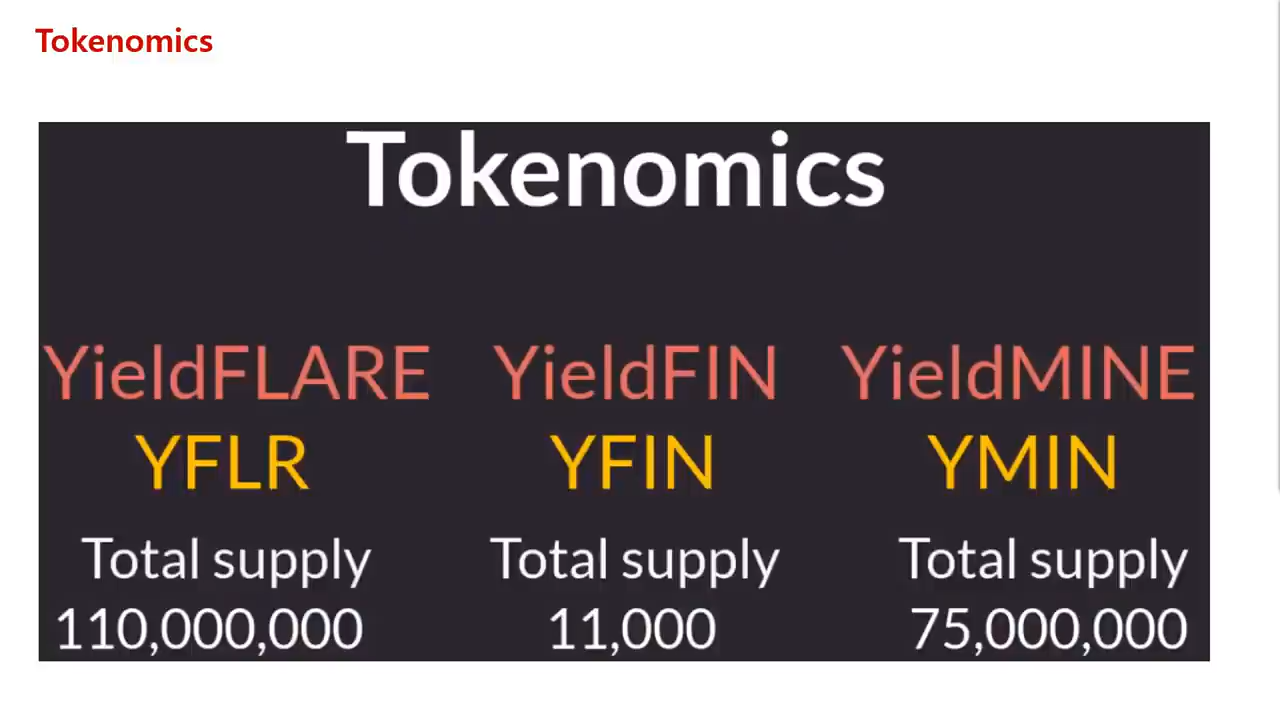 Tokenomics
Tokenomics
YieldFLARE YieldFIN YieldMINE
YFLR YFIN YMIN
Total supply Total supply Total supply
110,000,000 11,000 75,000,000